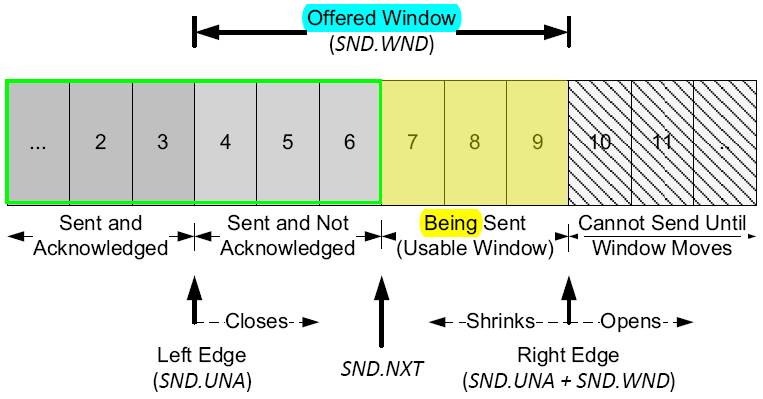 Offered Window
(SND.WND)
... 2 3 4 5 6 7 8 9 10 11 ..
Sent and
Acknowledged
Sent and Not
Acknowledged
Being Sent
(Usable Window)
Cannot Send Until
Window Moves
Closes
Shrinks
Opens
Left Edge
(SND.UNA)
SND.NXT
Right Edge
(SND.UNA + SND.WND)